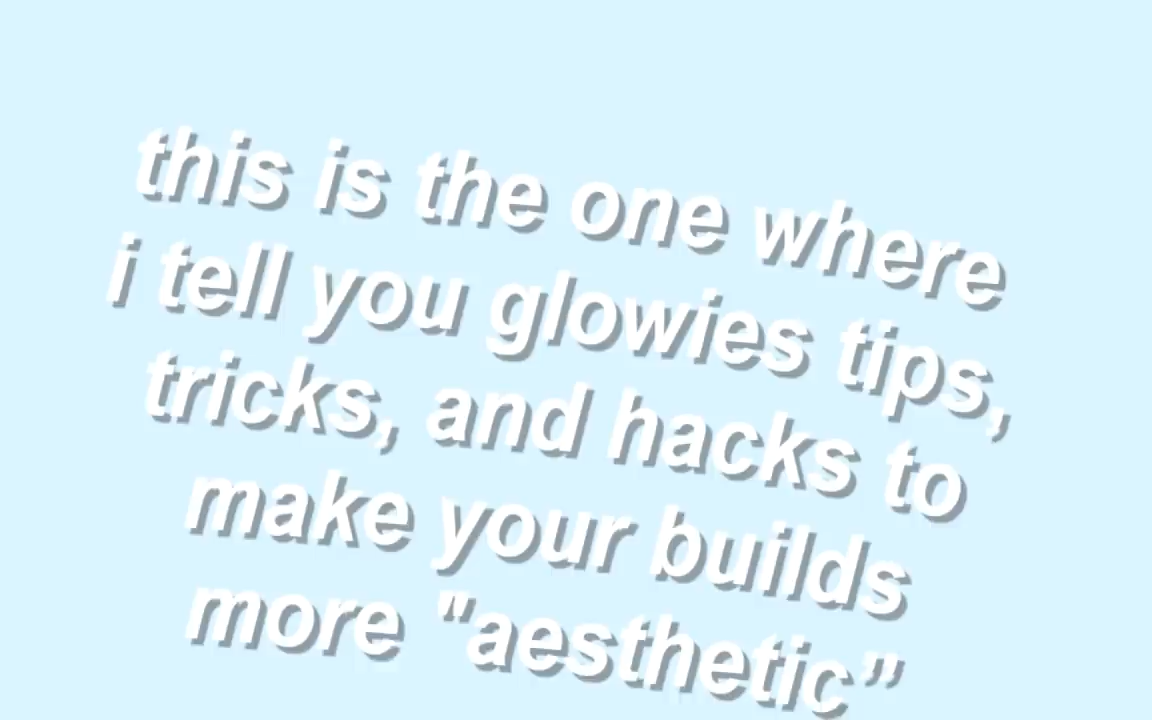 this is the one where
i tell you glowies tips,
tricks, and hacks to
make your builds
more "aesthetic”